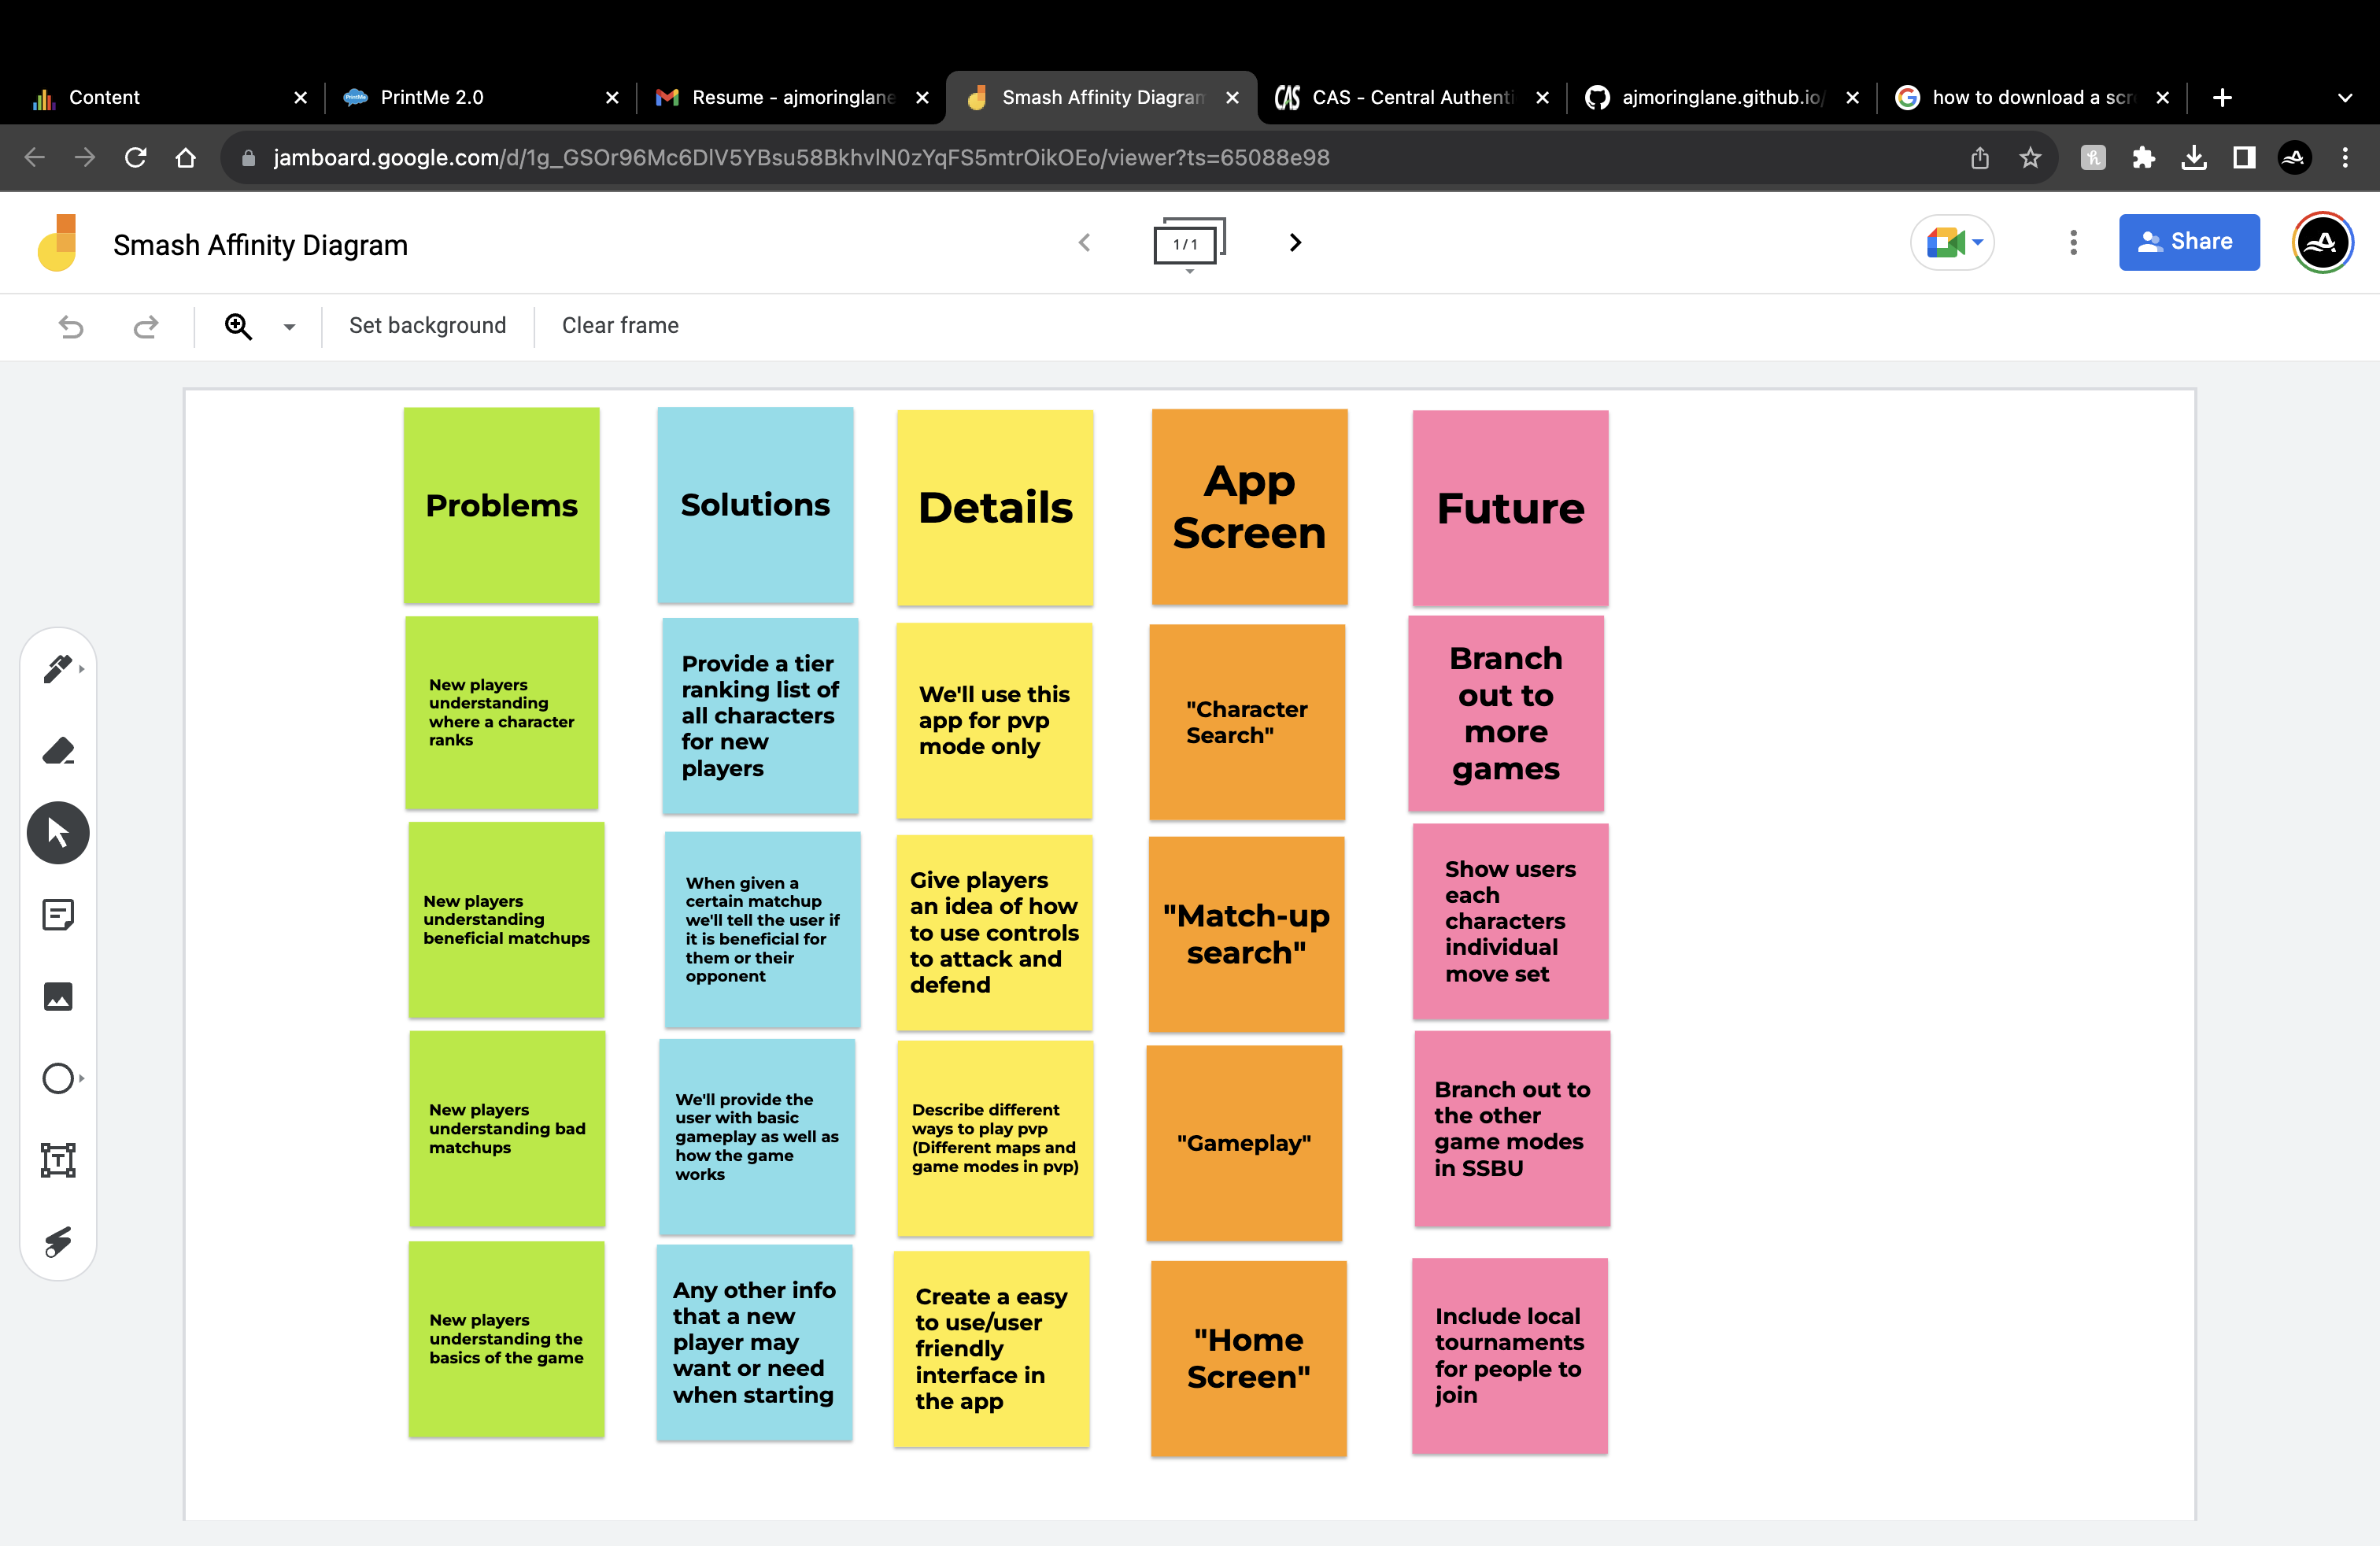 Content
PrintMe 2.0
Resume - ajmoringlane
Smash Affinity Diagram
CAS - Central Authenti
ajmoringlane.github.io/
how to download a scr
jamboard.google.com/d/1g_GSOr96Mc6DlV5YBsu58BkhvlN0zYqFS5mtrOikOEo/viewer?ts=65088e98
Smash Affinity Diagram
1 / 1
Share
Set background
Clear frame
Problems
Solutions
Details
App
Screen
Future
New players
understanding
where a character
ranks
Provide a tier
ranking list of
all characters
for new
players
We'll use this
app for pvp
mode only
"Character
Search"
Branch
out to
more
games
New players
understanding
beneficial matchups
When given a
certain matchup
we'll tell the user if
it is beneficial for
them or their
opponent
Give players
an idea of how
to use controls
to attack and
defend
"Match-up
search"
Show users
each
characters
individual
move set
New players
understanding bad
matchups
We'll provide the
user with basic
gameplay as well as
how the game
works
Describe different
ways to play pvp
(Different maps and
game modes in pvp)
"Gameplay"
Branch out to
the other
game modes
in SSBU
New players
understanding the
basics of the game
Any other info
that a new
player may
want or need
when starting
Create a easy
to use/user
friendly
interface in
the app
"Home
Screen"
Include local
tournaments
for people to
join